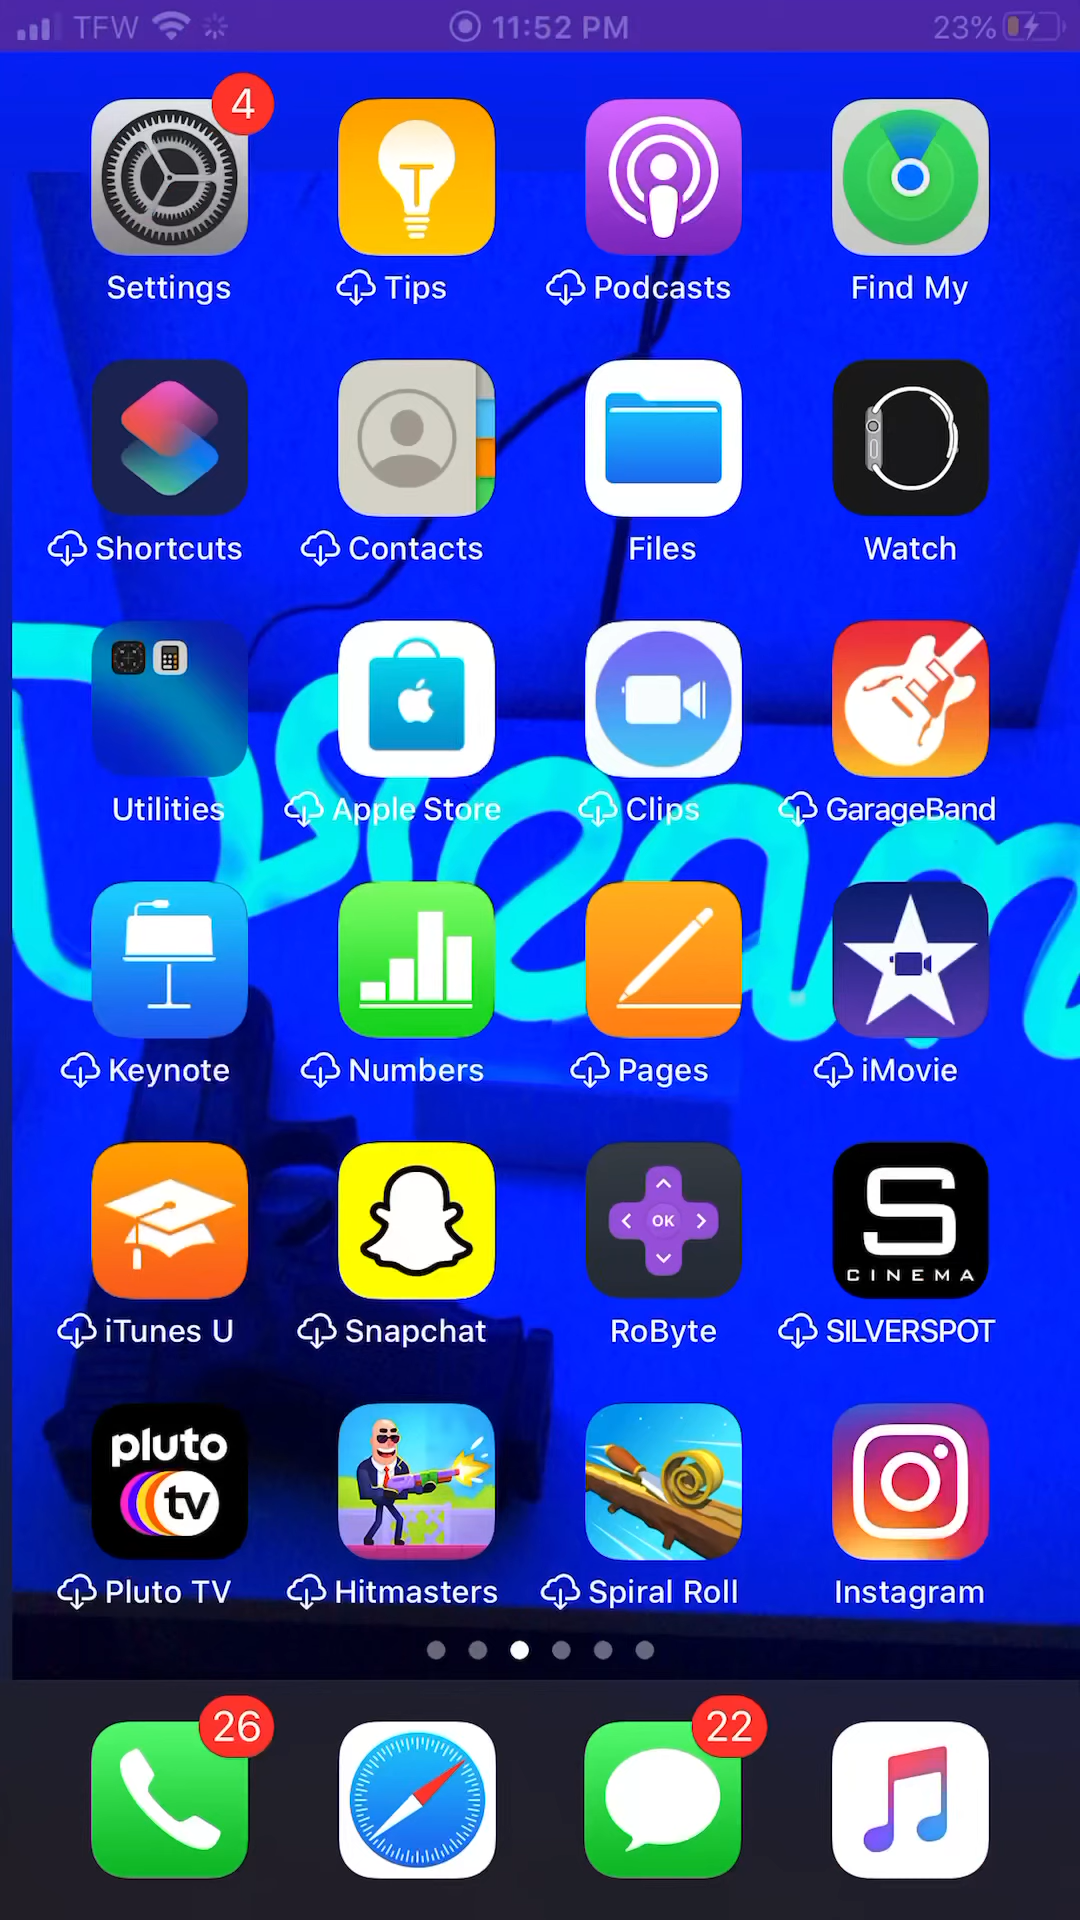 TFW 11:52 PM 23%
4
Settings Tips Podcasts Find My
Shortcuts Contacts Files Watch
Utilities Apple Store Clips GarageBand
Keynote Numbers Pages iMovie
OK
S
CINEMA
iTunes U Snapchat RoByte SILVERSPOT
pluto
tv
Pluto TV Hitmasters Spiral Roll Instagram
26 22